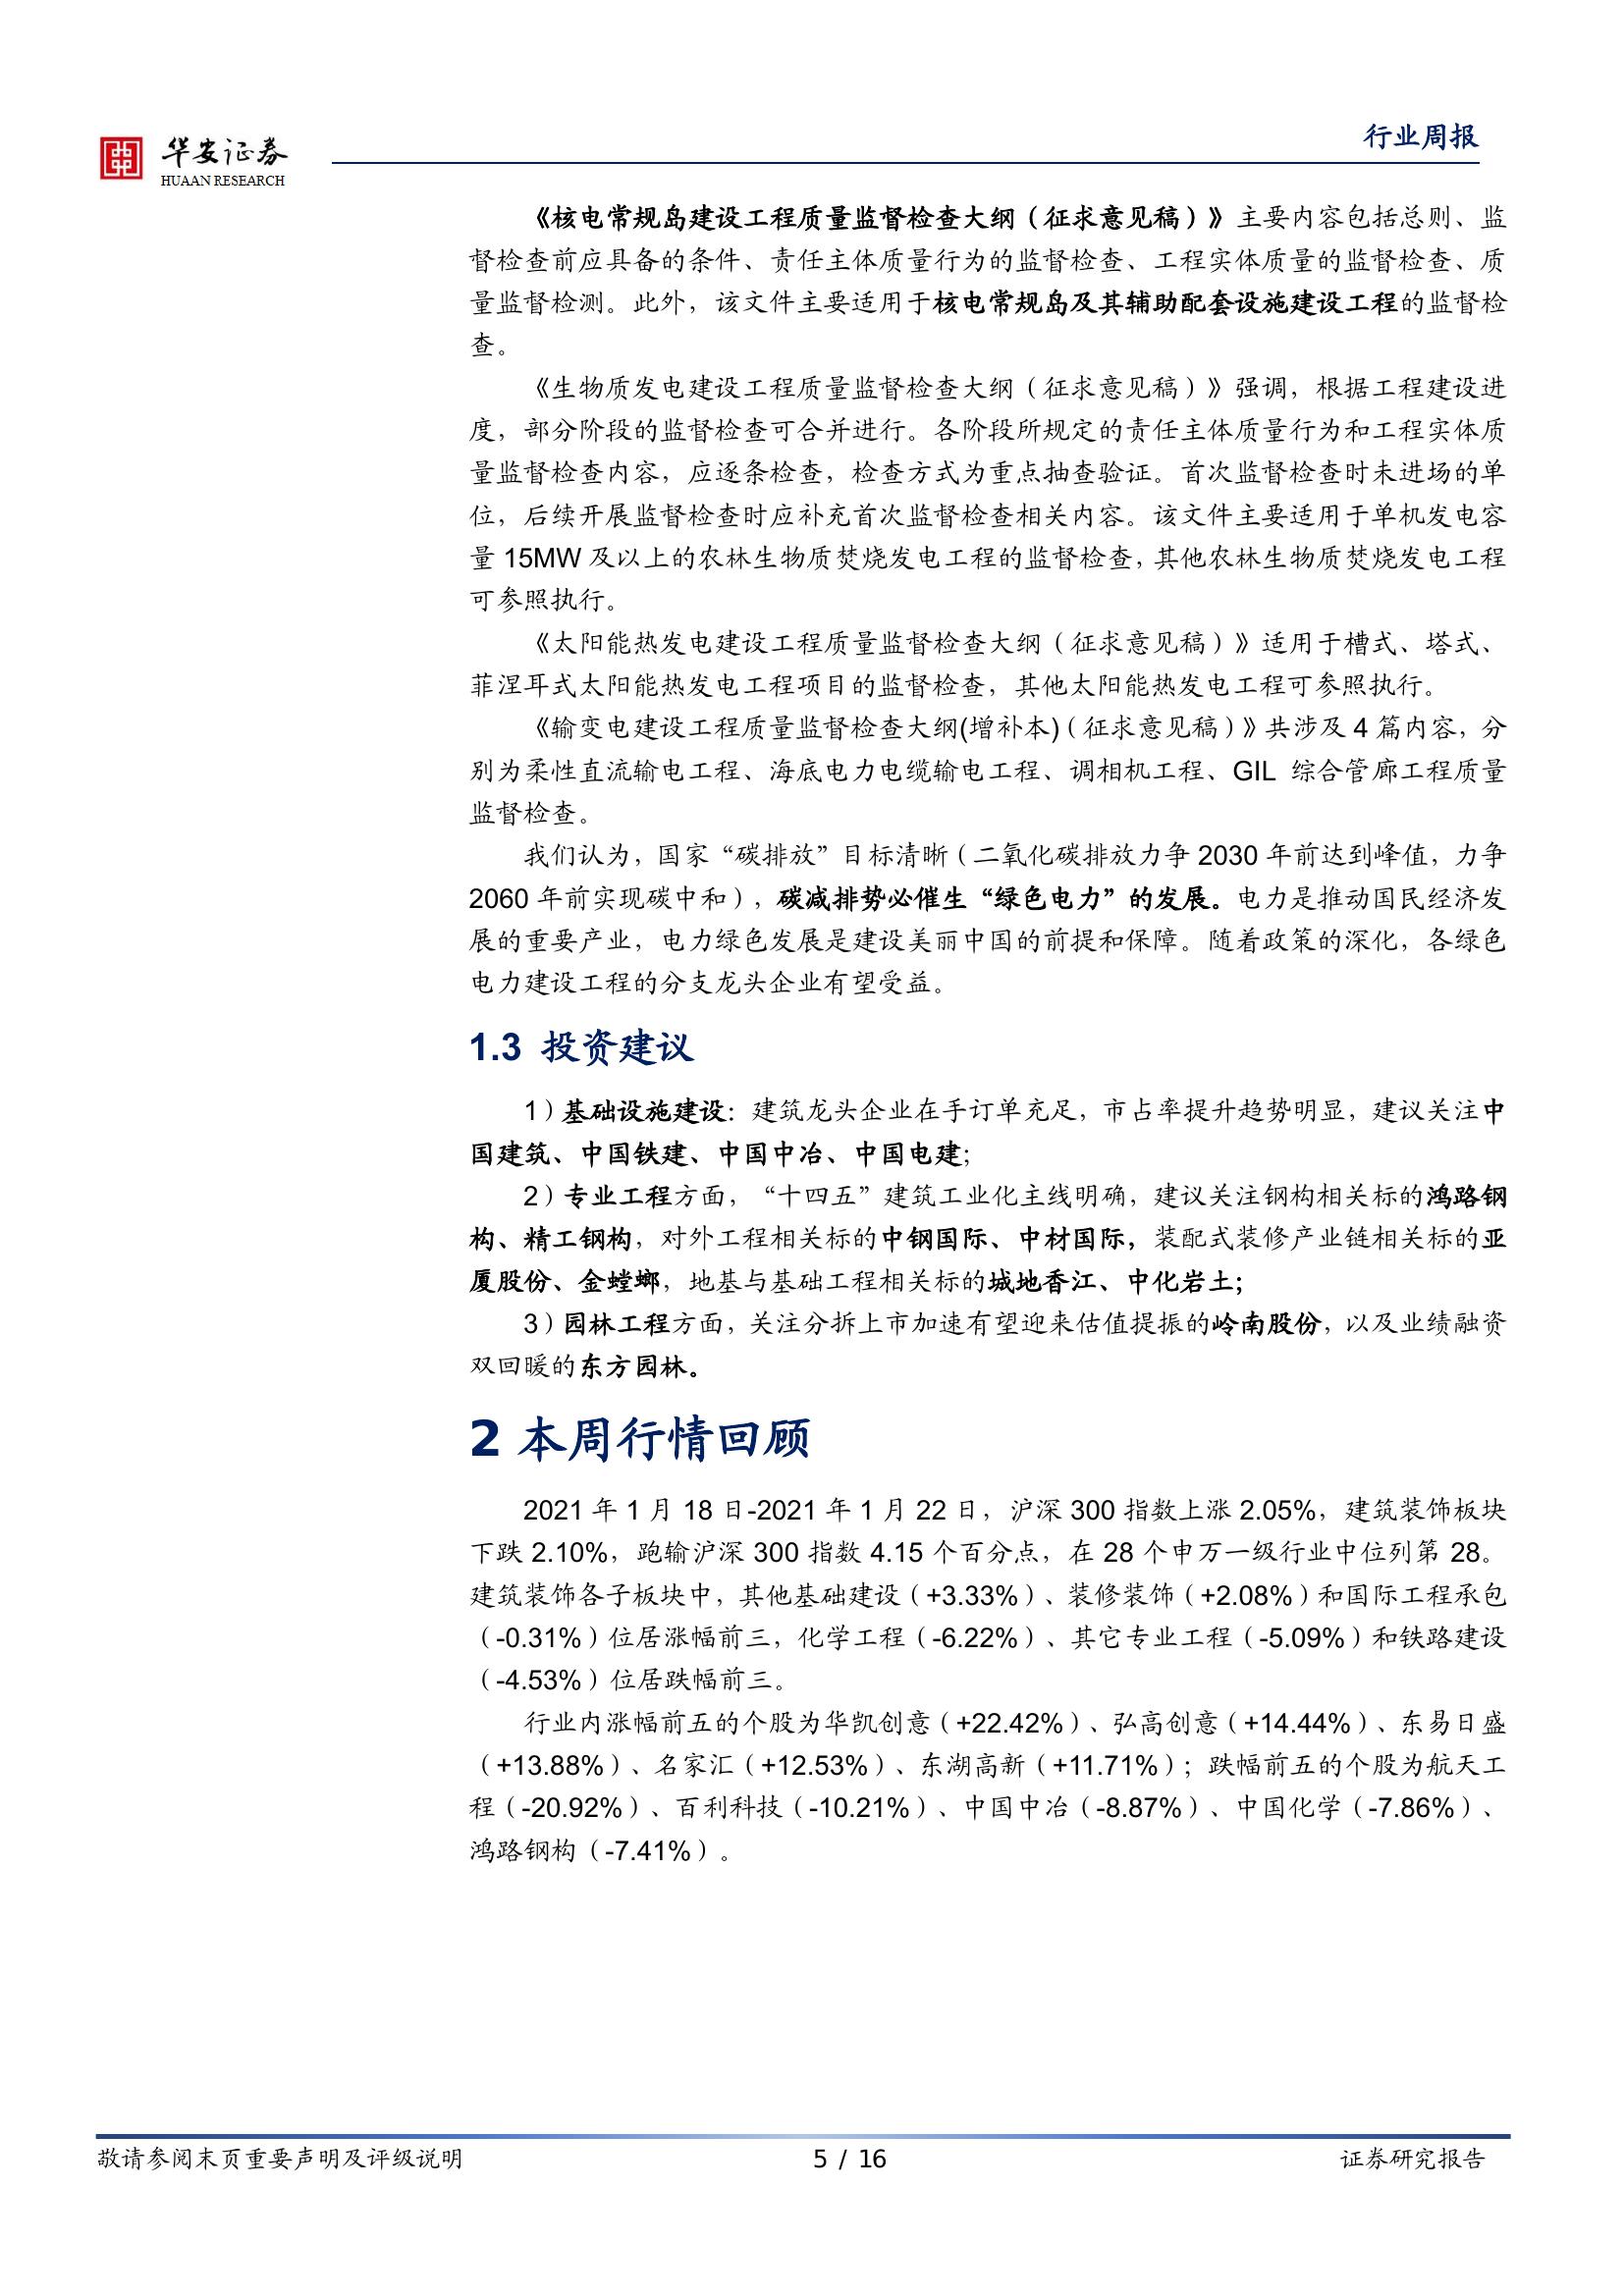 华安证券
HUAAN RESEARCH
行业周报
《核电常规岛建设工程质量监督检查大纲（征求意见稿）》主要内容包括总则、监
督检查前应具备的条件、责任主体质量行为的监督检查、工程实体质量的监督检查、质
量监督检测。此外，该文件主要适用于核电常规岛及其辅助配套设施建设工程的监督检
查。
《生物质发电建设工程质量监督检查大纲（征求意见稿）》强调，根据工程建设进
度，部分阶段的监督检查可合并进行。各阶段所规定的责任主体质量行为和工程实体质
量监督检查内容，应逐条检查，检查方式为重点抽查验证。首次监督检查时未进场的单
位，后续开展监督检查时应补充首次监督检查相关内容。该文件主要适用于单机发电容
量 15MW 及以上的农林生物质焚烧发电工程的监督检查，其他农林生物质焚烧发电工程
可参照执行。
《太阳能热发电建设工程质量监督检查大纲（征求意见稿）》适用于槽式、塔式、
菲涅耳式太阳能热发电工程项目的监督检查，其他太阳能热发电工程可参照执行。
《输变电建设工程质量监督检查大纲(增补本)（征求意见稿）》共涉及 4 篇内容，分
别为柔性直流输电工程、海底电力电缆输电工程、调相机工程、GIL 综合管廊工程质量
监督检查。
我们认为，国家“碳排放”目标清晰（二氧化碳排放力争 2030 年前达到峰值，力争
2060 年前实现碳中和），碳减排势必催生“绿色电力”的发展。电力是推动国民经济发
展的重要产业，电力绿色发展是建设美丽中国的前提和保障。随着政策的深化，各绿色
电力建设工程的分支龙头企业有望受益。
1.3 投资建议
1）基础设施建设：建筑龙头企业在手订单充足，市占率提升趋势明显，建议关注中
国建筑、中国铁建、中国中冶、中国电建；
2）专业工程方面，“十四五”建筑工业化主线明确，建议关注钢构相关标的鸿路钢
构、精工钢构，对外工程相关标的中钢国际、中材国际，装配式装修产业链相关标的亚
厦股份、金螳螂，地基与基础工程相关标的城地香江、中化岩土；
3）园林工程方面，关注分拆上市加速有望迎来估值提振的岭南股份，以及业绩融资
双回暖的东方园林。
2 本周行情回顾
2021 年 1 月 18 日-2021 年 1 月 22 日，沪深 300 指数上涨 2.05%，建筑装饰板块
下跌 2.10%，跑输沪深 300 指数 4.15 个百分点，在 28 个申万一级行业中位列第 28。
建筑装饰各子板块中，其他基础建设（+3.33%）、装修装饰（+2.08%）和国际工程承包
（-0.31%）位居涨幅前三，化学工程（-6.22%）、其它专业工程（-5.09%）和铁路建设
（-4.53%）位居跌幅前三。
行业内涨幅前五的个股为华凯创意（+22.42%）、弘高创意（+14.44%）、东易日盛
（+13.88%）、名家汇（+12.53%）、东湖高新（+11.71%）；跌幅前五的个股为航天工
程（-20.92%）、百利科技（-10.21%）、中国中冶（-8.87%）、中国化学（-7.86%）、
鸿路钢构（-7.41%）。
敬请参阅末页重要声明及评级说明
5 / 16
证券研究报告